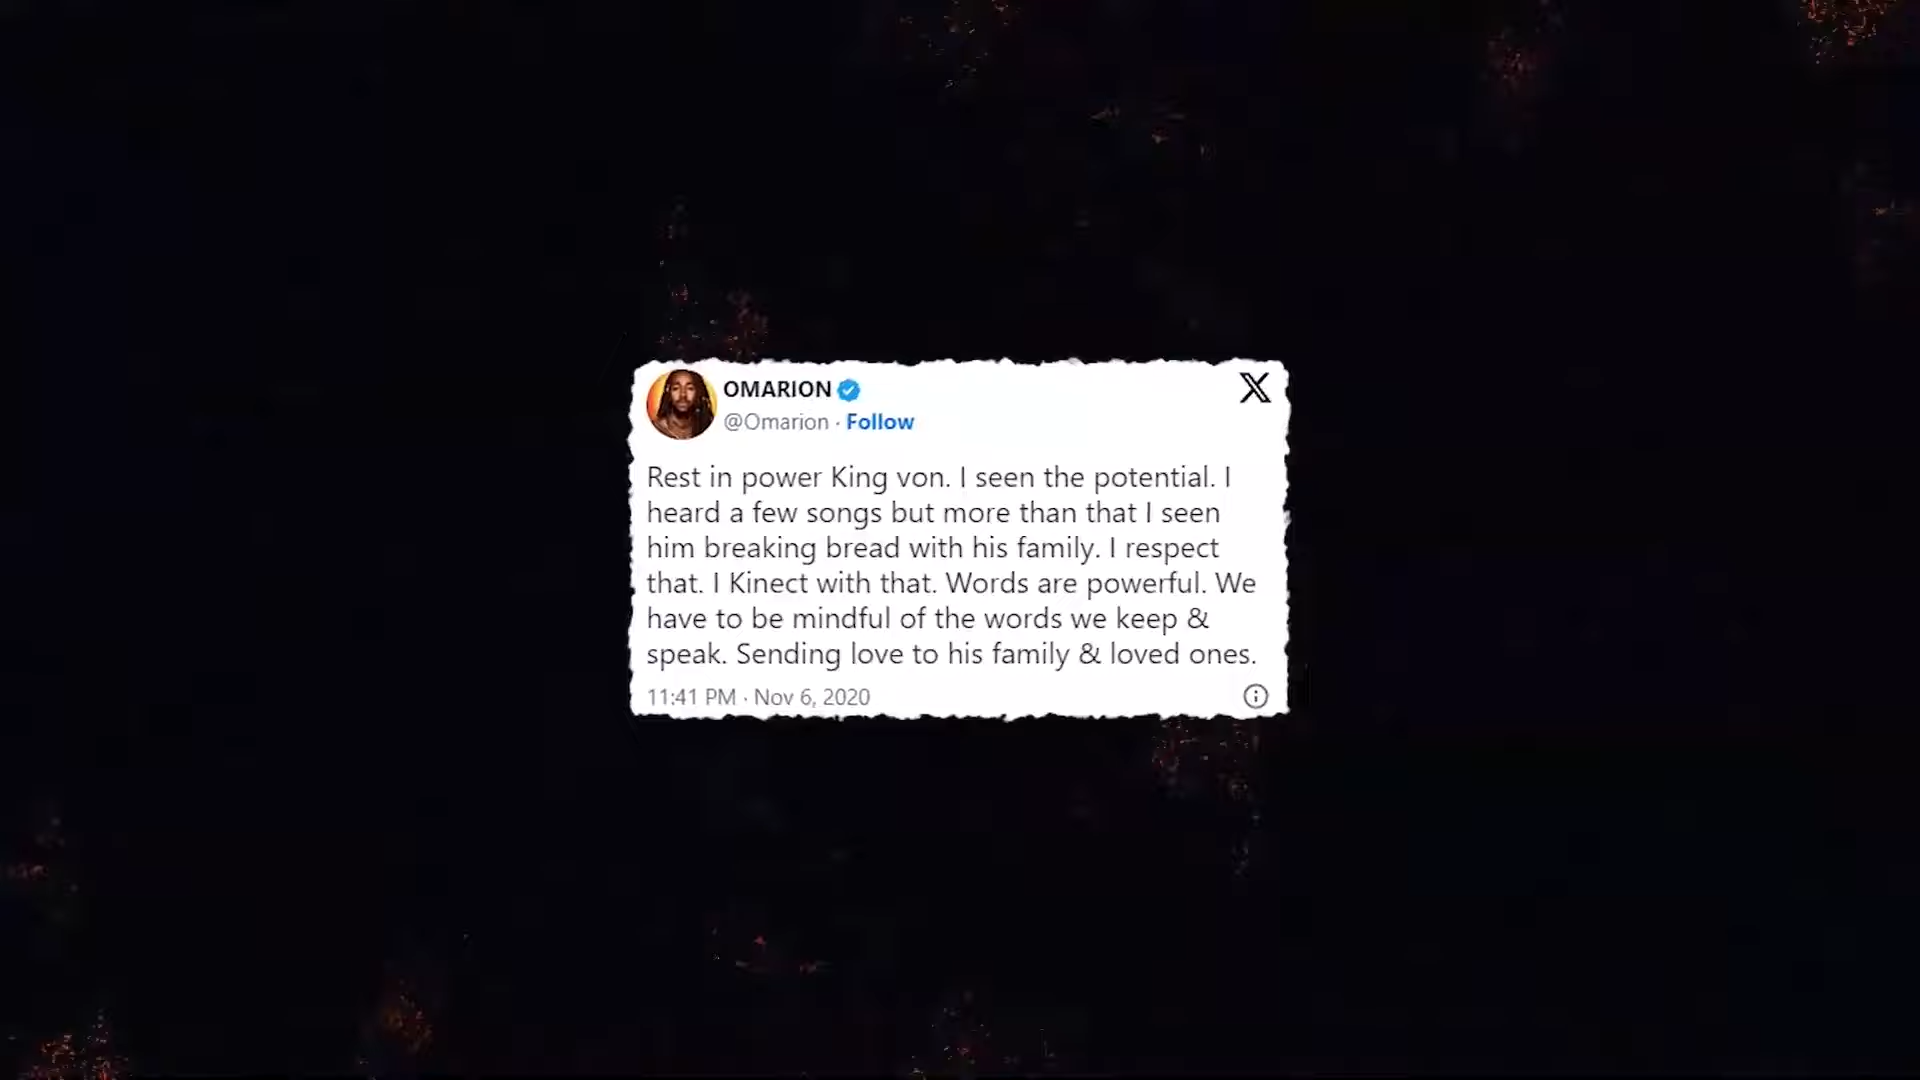 OMARION
@Omarion · Follow
Rest in power King von. I seen the potential. I
heard a few songs but more than that I seen
him breaking bread with his family. I respect
that. I Kinect with that. Words are powerful. We
have to be mindful of the words we keep &
speak. Sending love to his family & loved ones.
11:41 PM · Nov 6, 2020